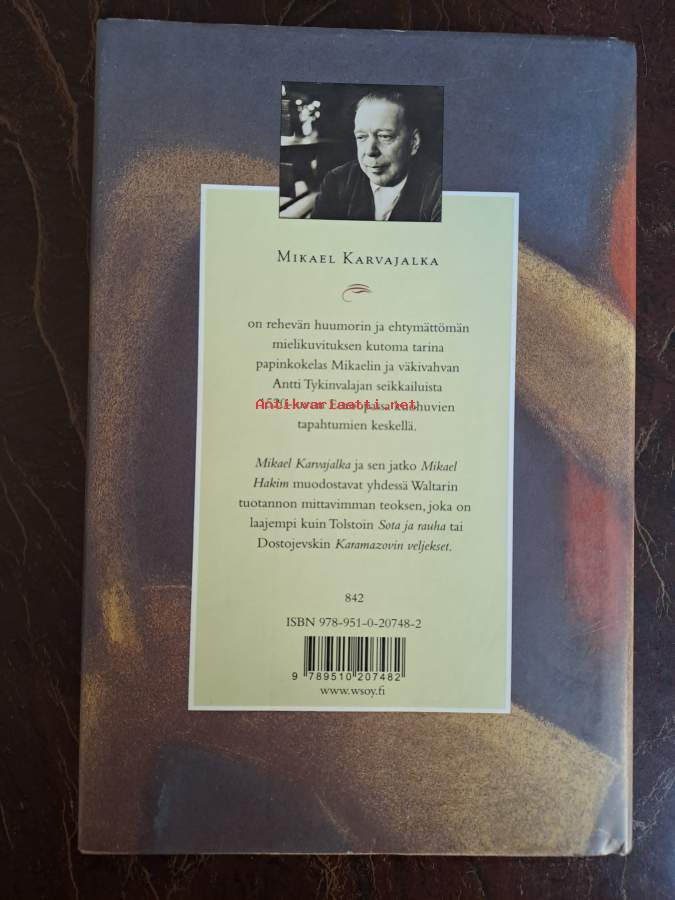 MIKAEL KARVAJALKA
on rehevän huumorin ja ehtymättömän
mielikuvituksen kutoma tarina
papinkokelas Mikaelin ja väkivahvan
Antti Tykinvalajan seikkailuista
Antikvariaatti.net
tapahtumien keskellä.
Mikael Karvajalka ja sen jatko Mikael
Hakim muodostavat yhdessä Waltarin
tuotannon mittavimman teoksen, joka on
laajempi kuin Tolstoin Sota ja rauha tai
Dostojevskin Karamazovin veljekset.
842
ISBN 978-951-0-20748-2
9 789510 207482
www.wsoy.fi